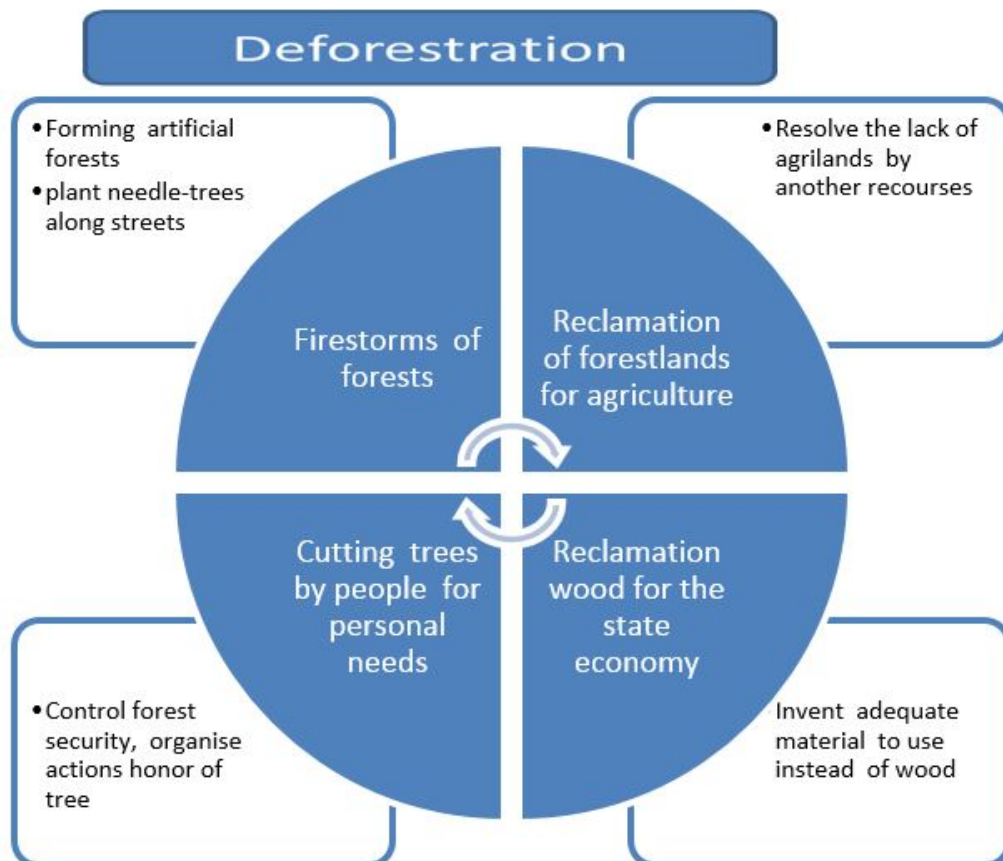 Deforestration
•Forming artificial
forests
•plant needle-trees
along streets
•Resolve the lack of
agrilands by
another recourses
Firestorms of
forests
Reclamation
of forestlands
for agriculture
Cutting trees
by people for
personal
needs
Reclamation
wood for the
state
economy
•Control forest
security, organise
actions honor of
tree
Invent adequate
material to use
instead of wood